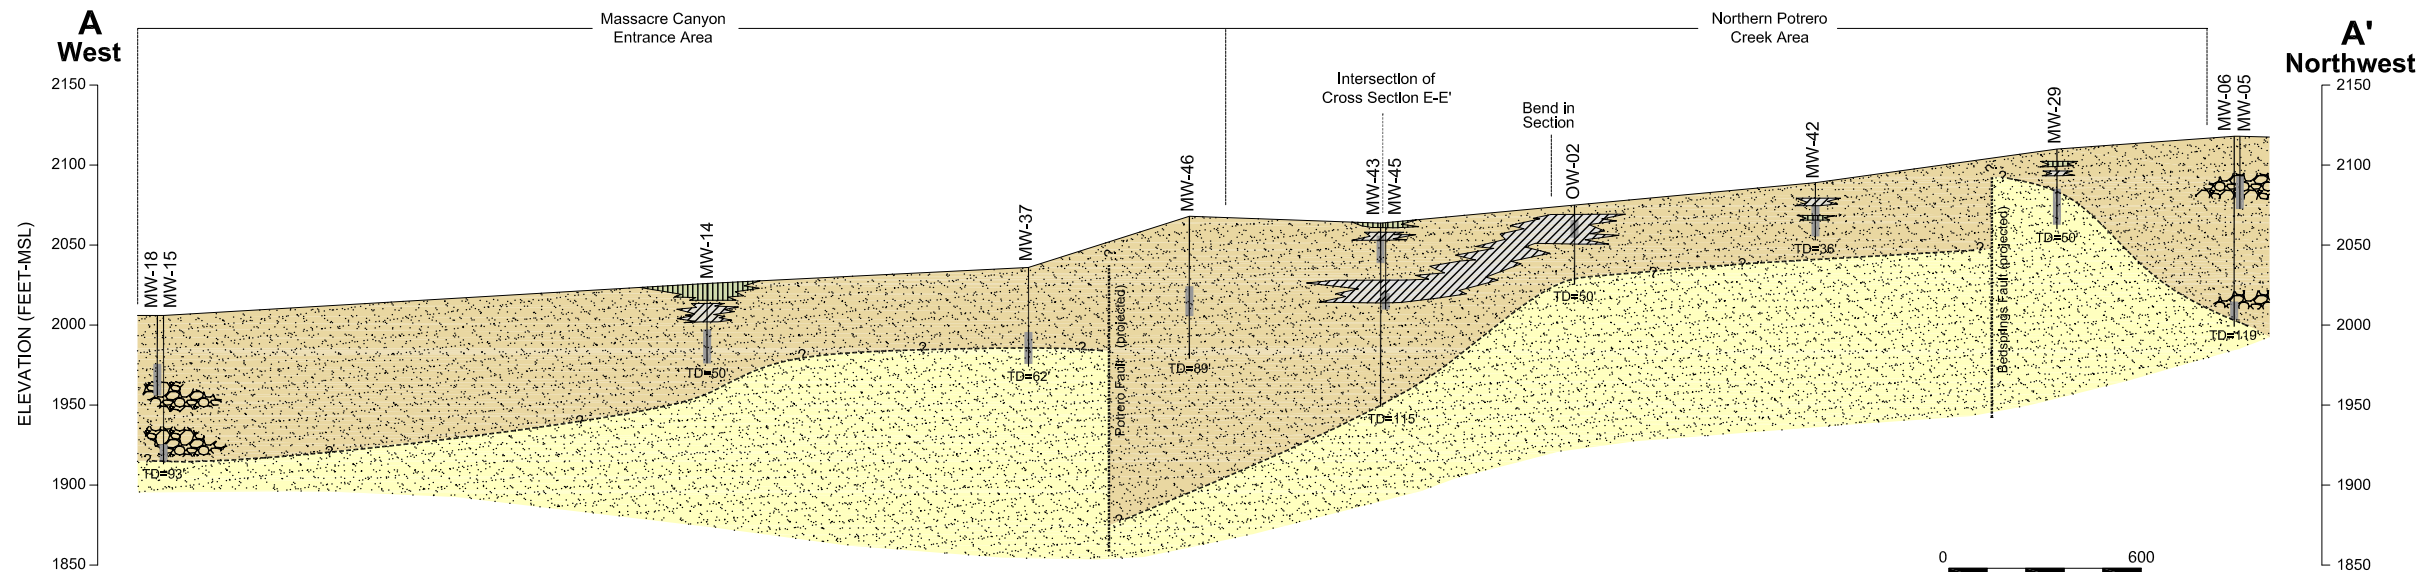 A
West
Massacre Canyon
Entrance Area
Northern Potrero
Creek Area
A'
Northwest
Intersection of
Cross Section E-E'
Bend in
Section
ELEVATION (FEET-MSL)
2150
2100
2050
2000
1950
1900
1850
2150
2100
2050
2000
1950
1900
1850
MW-18
MW-15
MW-14
MW-37
MW-46
MW-43
MW-45
OW-02
MW-42
MW-29
MW-06
MW-05
TD=93'
TD=50'
TD=62'
TD=89'
TD=115'
TD=50'
TD=36'
TD=50'
TD=119'
Potrero Fault (projected)
Bedsprings Fault (projected)
? ? ? ? ? ? ? ? ? ? ? ? ?
0 600